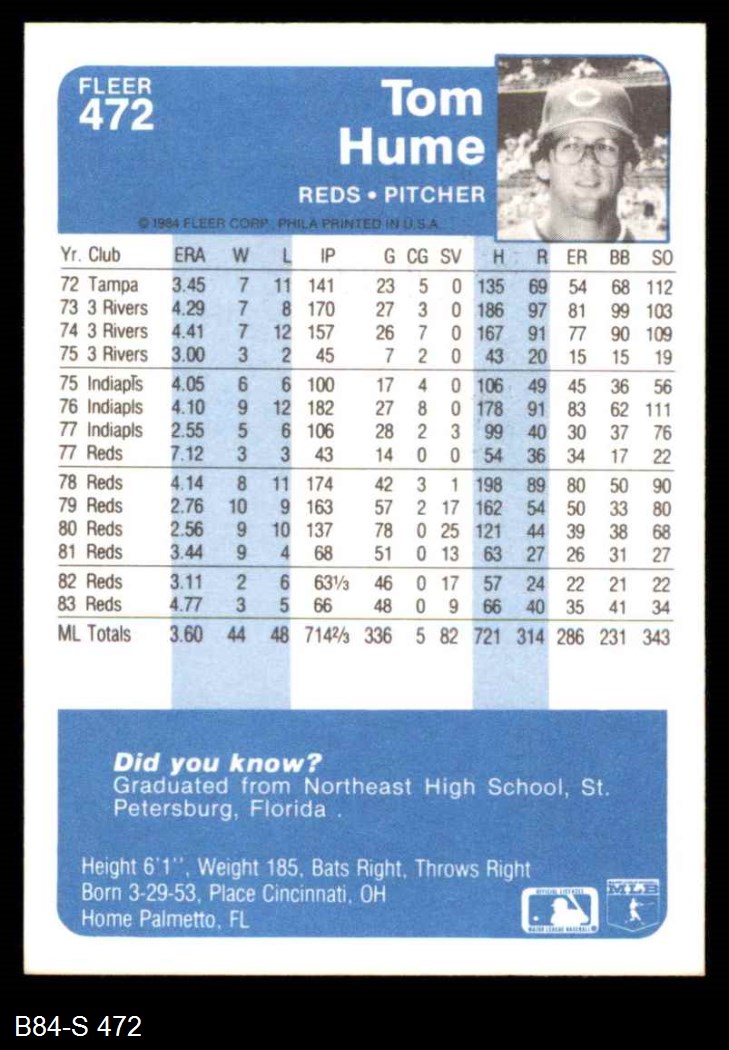 FLEER
472
Tom
Hume
REDS • PITCHER
© 1984 FLEER CORP. PHILA PRINTED IN U.S.A.
Yr. Club ERA W L IP G CG SV H R ER BB SO
72 Tampa 3.45 7 11 141 23 5 0 135 69 54 68 112
73 3 Rivers 4.29 7 8 170 27 3 0 186 97 81 99 103
74 3 Rivers 4.41 7 12 157 26 7 0 167 91 77 90 109
75 3 Rivers 3.00 3 2 45 7 2 0 43 20 15 15 19
75 Indiapls 4.05 6 6 100 17 4 0 106 49 45 36 56
76 Indiapls 4.10 9 12 182 27 8 0 178 91 83 62 111
77 Indiapls 2.55 5 6 106 28 2 3 99 40 30 37 76
77 Reds 7.12 3 3 43 14 0 0 54 36 34 17 22
78 Reds 4.14 8 11 174 42 3 1 198 89 80 50 90
79 Reds 2.76 10 9 163 57 2 17 162 54 50 33 80
80 Reds 2.56 9 10 137 78 0 25 121 44 39 38 68
81 Reds 3.44 9 4 68 51 0 13 63 27 26 31 27
82 Reds 3.11 2 6 63⅓ 46 0 17 57 24 22 21 22
83 Reds 4.77 3 5 66 48 0 9 66 40 35 41 34
ML Totals 3.60 44 48 714⅔ 336 5 82 721 314 286 231 343
Did you know?
Graduated from Northeast High School, St.
Petersburg, Florida .
Height 6'1'', Weight 185, Bats Right, Throws Right
Born 3-29-53, Place Cincinnati, OH
Home Palmetto, FL
OFFICIAL LICENSEE
MAJOR LEAGUE BASEBALL
MLB
B84-S 472